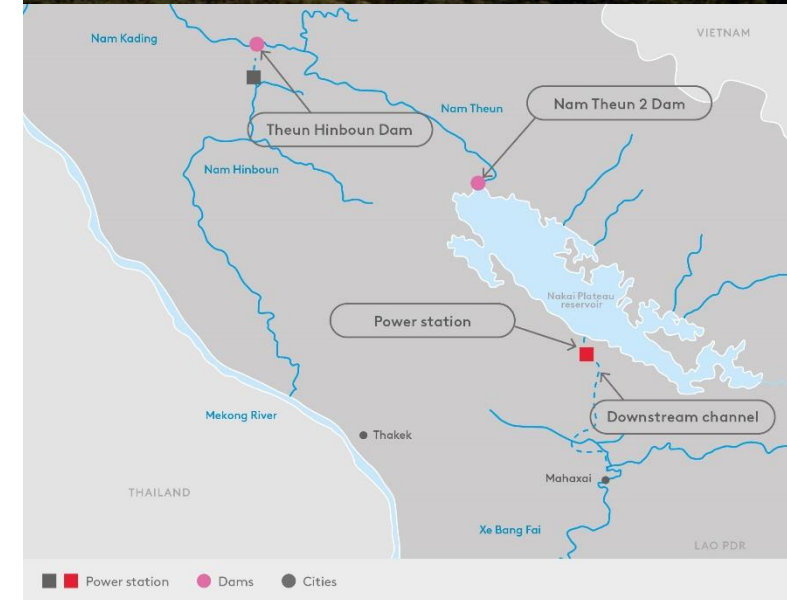 VIETNAM
Nam Kading
Nam Theun
Nam Theun 2 Dam
Theun Hinboun Dam
Nam Hinboun
Nakai Plateau
reservoir
Power station
Downstream channel
Mekong River
Thakek
Mahaxai
THAILAND
Xe Bang Fai
LAO PDR
Power station
Dams
Cities